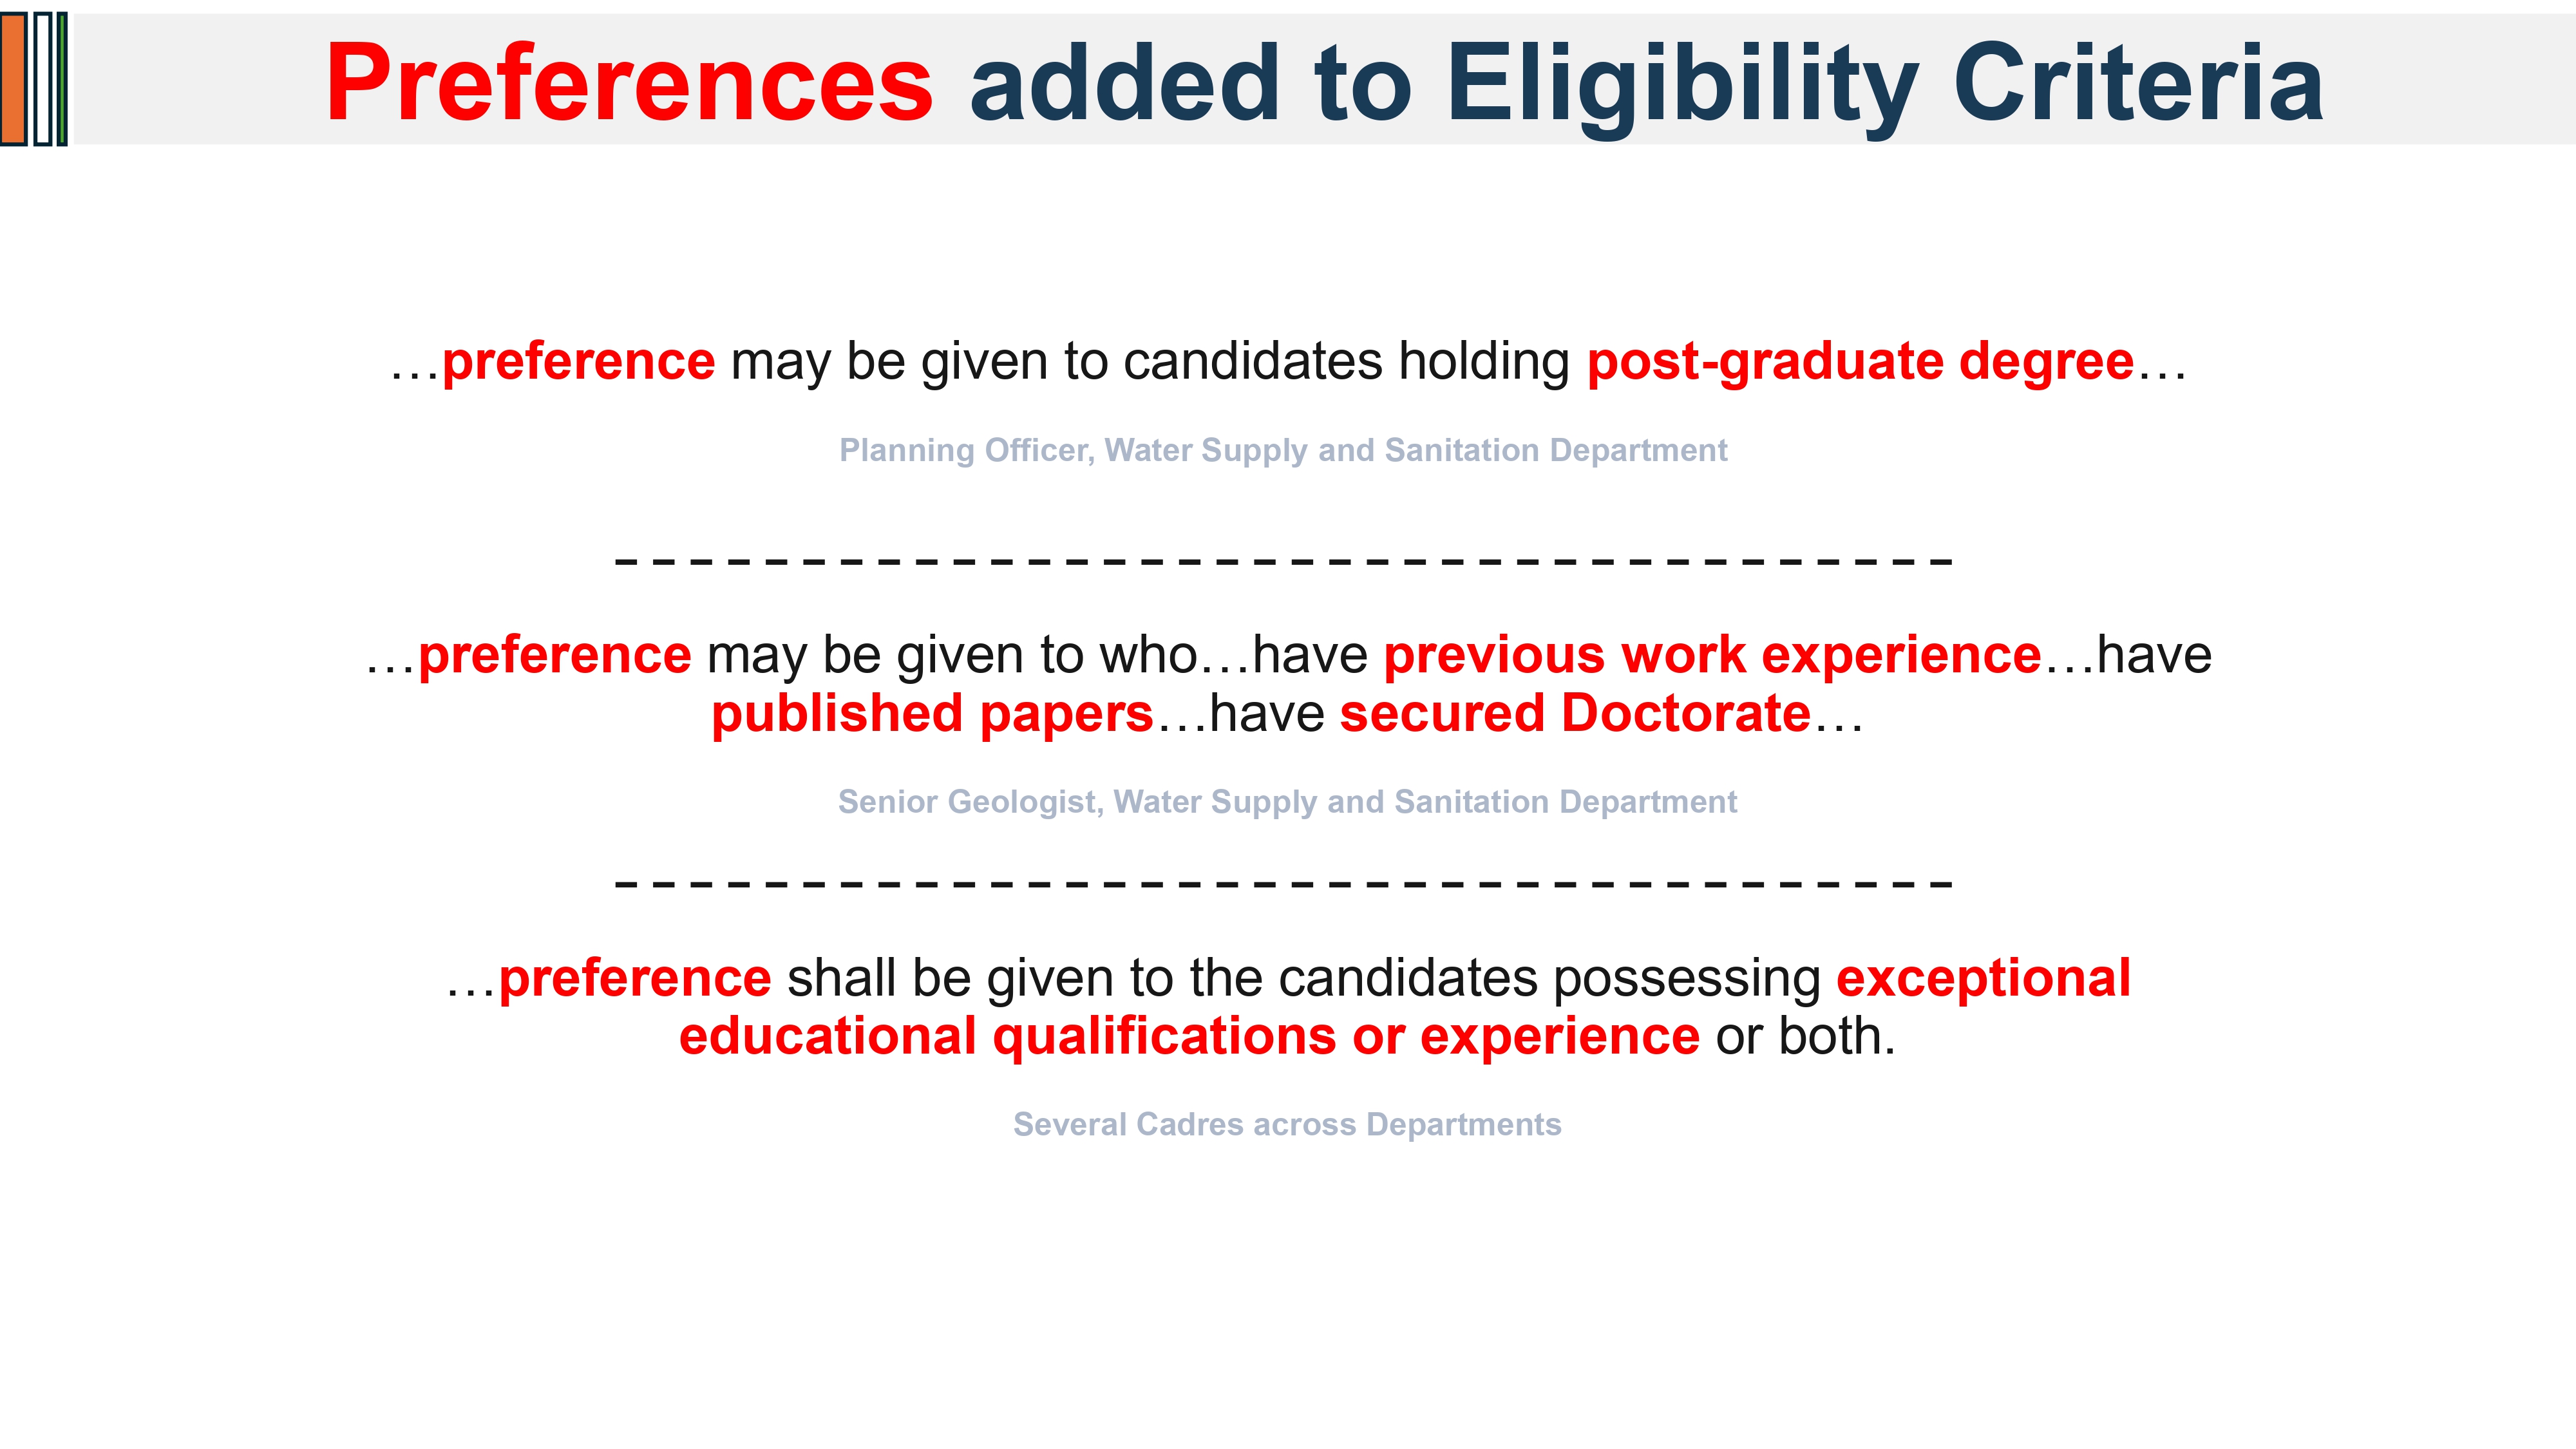 Preferences added to Eligibility Criteria
…preference may be given to candidates holding post-graduate degree…
Planning Officer, Water Supply and Sanitation Department
…preference may be given to who…have previous work experience…have
published papers…have secured Doctorate…
Senior Geologist, Water Supply and Sanitation Department
…preference shall be given to the candidates possessing exceptional
educational qualifications or experience or both.
Several Cadres across Departments